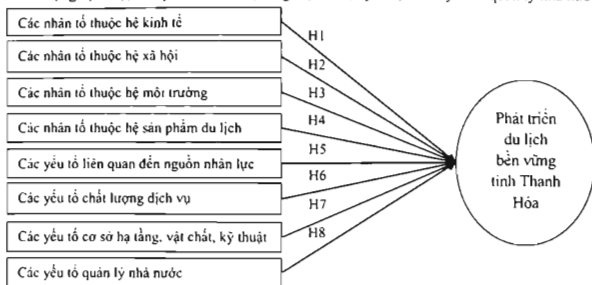 Các nhân tố thuộc hệ kinh tế
H1
Các nhân tố thuộc hệ xã hội
H2
Các nhân tố thuộc hệ môi trường
H3
Các nhân tố thuộc hệ sản phẩm du lịch
H4
Các yếu tố liên quan đến nguồn nhân lực
H5
Các yếu tố chất lượng dịch vụ
H6
Các yếu tố cơ sở hạ tầng, vật chất, kỹ thuật
H7
Các yếu tố quản lý nhà nước
H8
Phát triển
du lịch
bền vững
tỉnh Thanh
Hóa